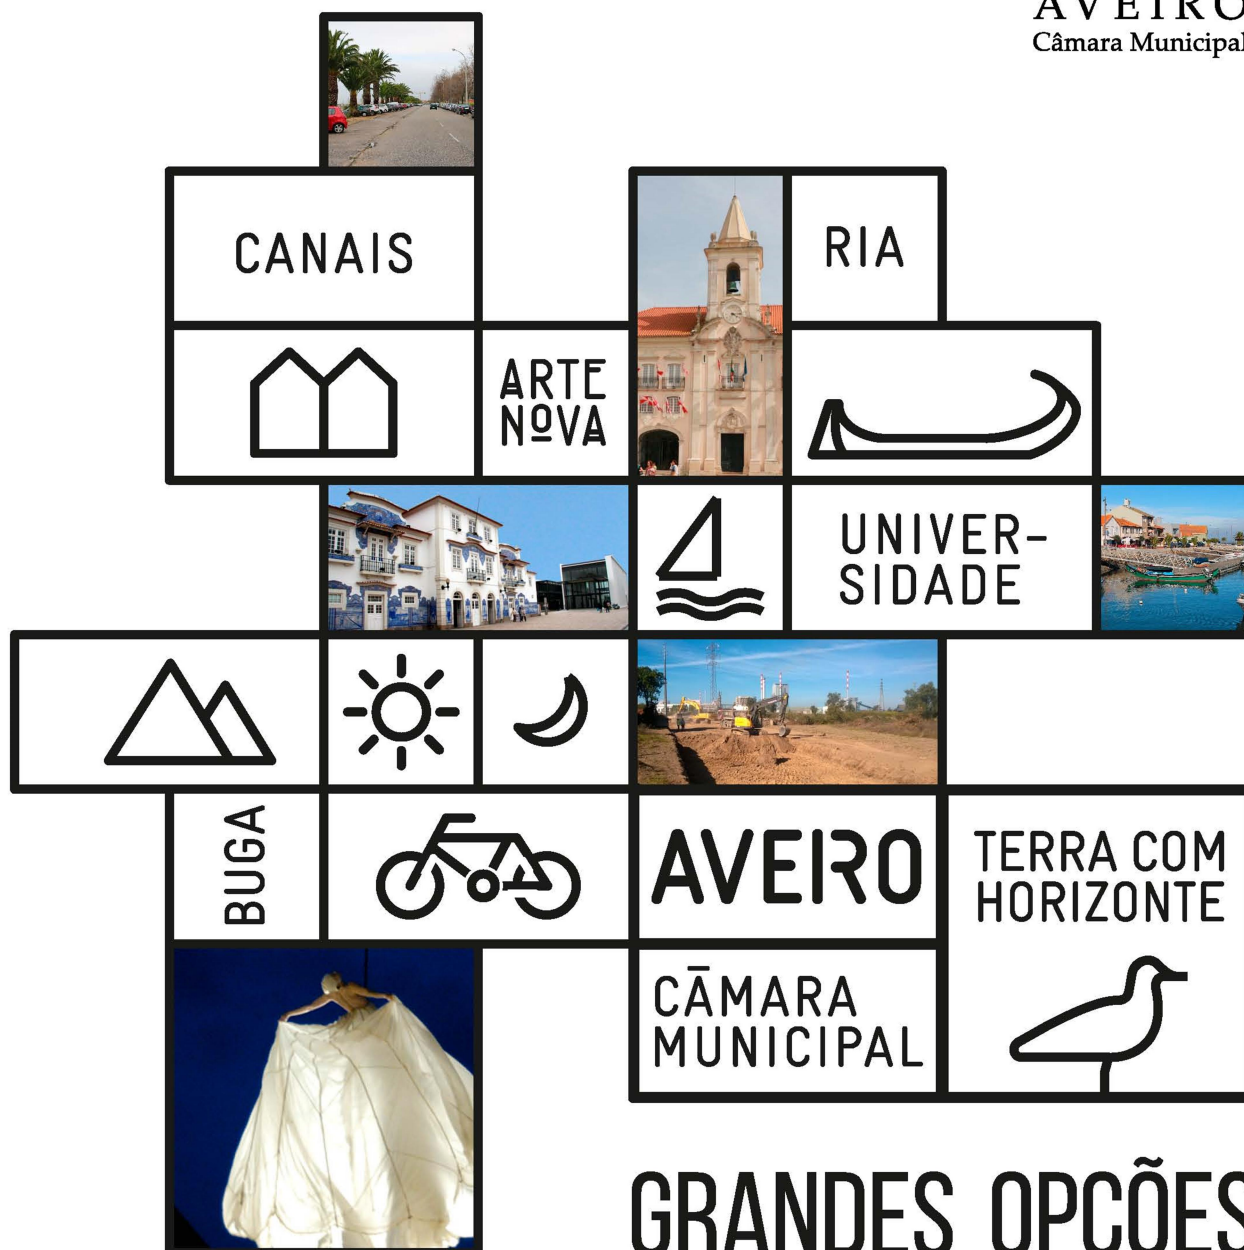 AVEIRO
Câmara Municipal
CANAIS
RIA
ARTE
NoVA
UNIVER-
SIDADE
BUGA
AVEIRO
TERRA COM
HORIZONTE
CĀMARA
MUNICIPAL
GRANDES OPÇÕES